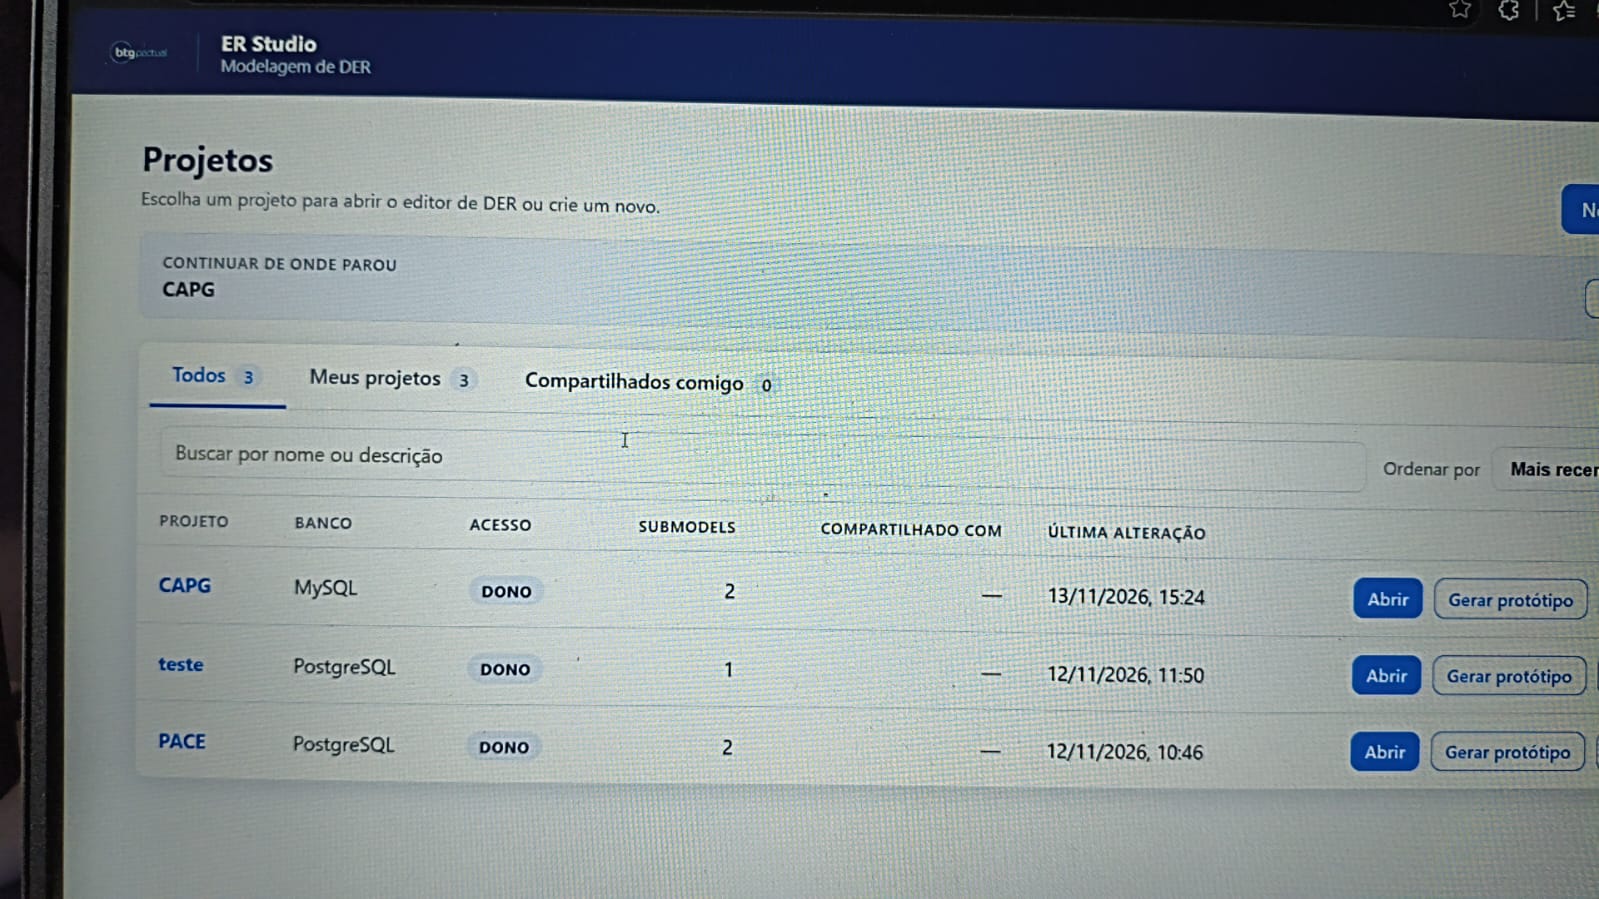 btgpactual
ER Studio
Modelagem de DER
Projetos
Escolha um projeto para abrir o editor de DER ou crie um novo.
CONTINUAR DE ONDE PAROU
CAPG
Todos 3 Meus projetos 3 Compartilhados comigo 0
Buscar por nome ou descrição Ordenar por Mais recen
PROJETO BANCO ACESSO SUBMODELS COMPARTILHADO COM ÚLTIMA ALTERAÇÃO
CAPG MySQL DONO 2 — 13/11/2026, 15:24 Abrir Gerar protótipo
teste PostgreSQL DONO 1 — 12/11/2026, 11:50 Abrir Gerar protótipo
PACE PostgreSQL DONO 2 — 12/11/2026, 10:46 Abrir Gerar protótipo